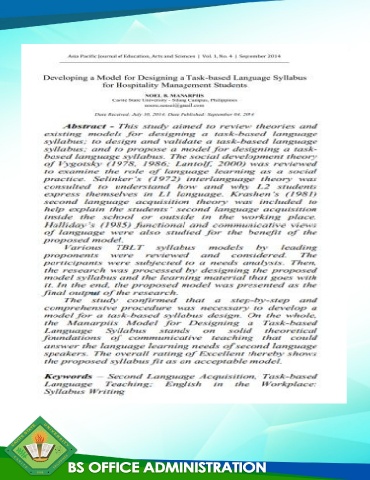 Asia Pacific Journal of Education, Arts and Sciences | Vol. 1, No. 4 | September 2014
Developing a Model for Designing a Task-based Language Syllabus
for Hospitality Management Students
NOEL B. MANARPIIS
Cavite State University - Silang Campus, Philippines
Date Received: July 10, 2014; Date Published: September 04, 2014
Abstract - This study aimed to review theories and
existing models for designing a task-based language
syllabus; to design and validate a task-based language
syllabus; and to propose a model for designing a task-
based language syllabus. The social development theory
of Vygotsky (1978, 1986; Lantolf, 2000) was reviewed
to examine the role of language learning as a social
practice. Selinker's (1972) interlanguage theory was
consulted to understand how and why L2 students
express themselves in L1 language. Krashen's (1981)
second language acquisition theory was included to
help explain the students' second language acquisition
inside the school or outside in the working place.
Halliday's (1985) functional and communicative views
of language were also studied for the benefit of the
proposed model.
Various TBLT syllabus models by leading
proponents were reviewed and considered. The
participants were subjected to a needs analysis. Then,
the research was processed by designing the proposed
model syllabus and the learning material that goes with
it. In the end, the proposed model was presented as the
final output of the research.
The study confirmed that a step-by-step and
comprehensive procedure was necessary to develop a
model for a task-based syllabus design. On the whole,
the Manarpiis Model for Designing a Task-based
Language Syllabus stands on solid theoretical
foundations of communicative teaching that could
answer the language learning needs of second language
speakers. The overall rating of Excellent thereby shows
the proposed syllabus fit as an acceptable model.
Keywords – Second Language Acquisition, Task-based
Language Teaching; English in the Workplace;
Syllabus Writing
BS OFFICE ADMINISTRATION